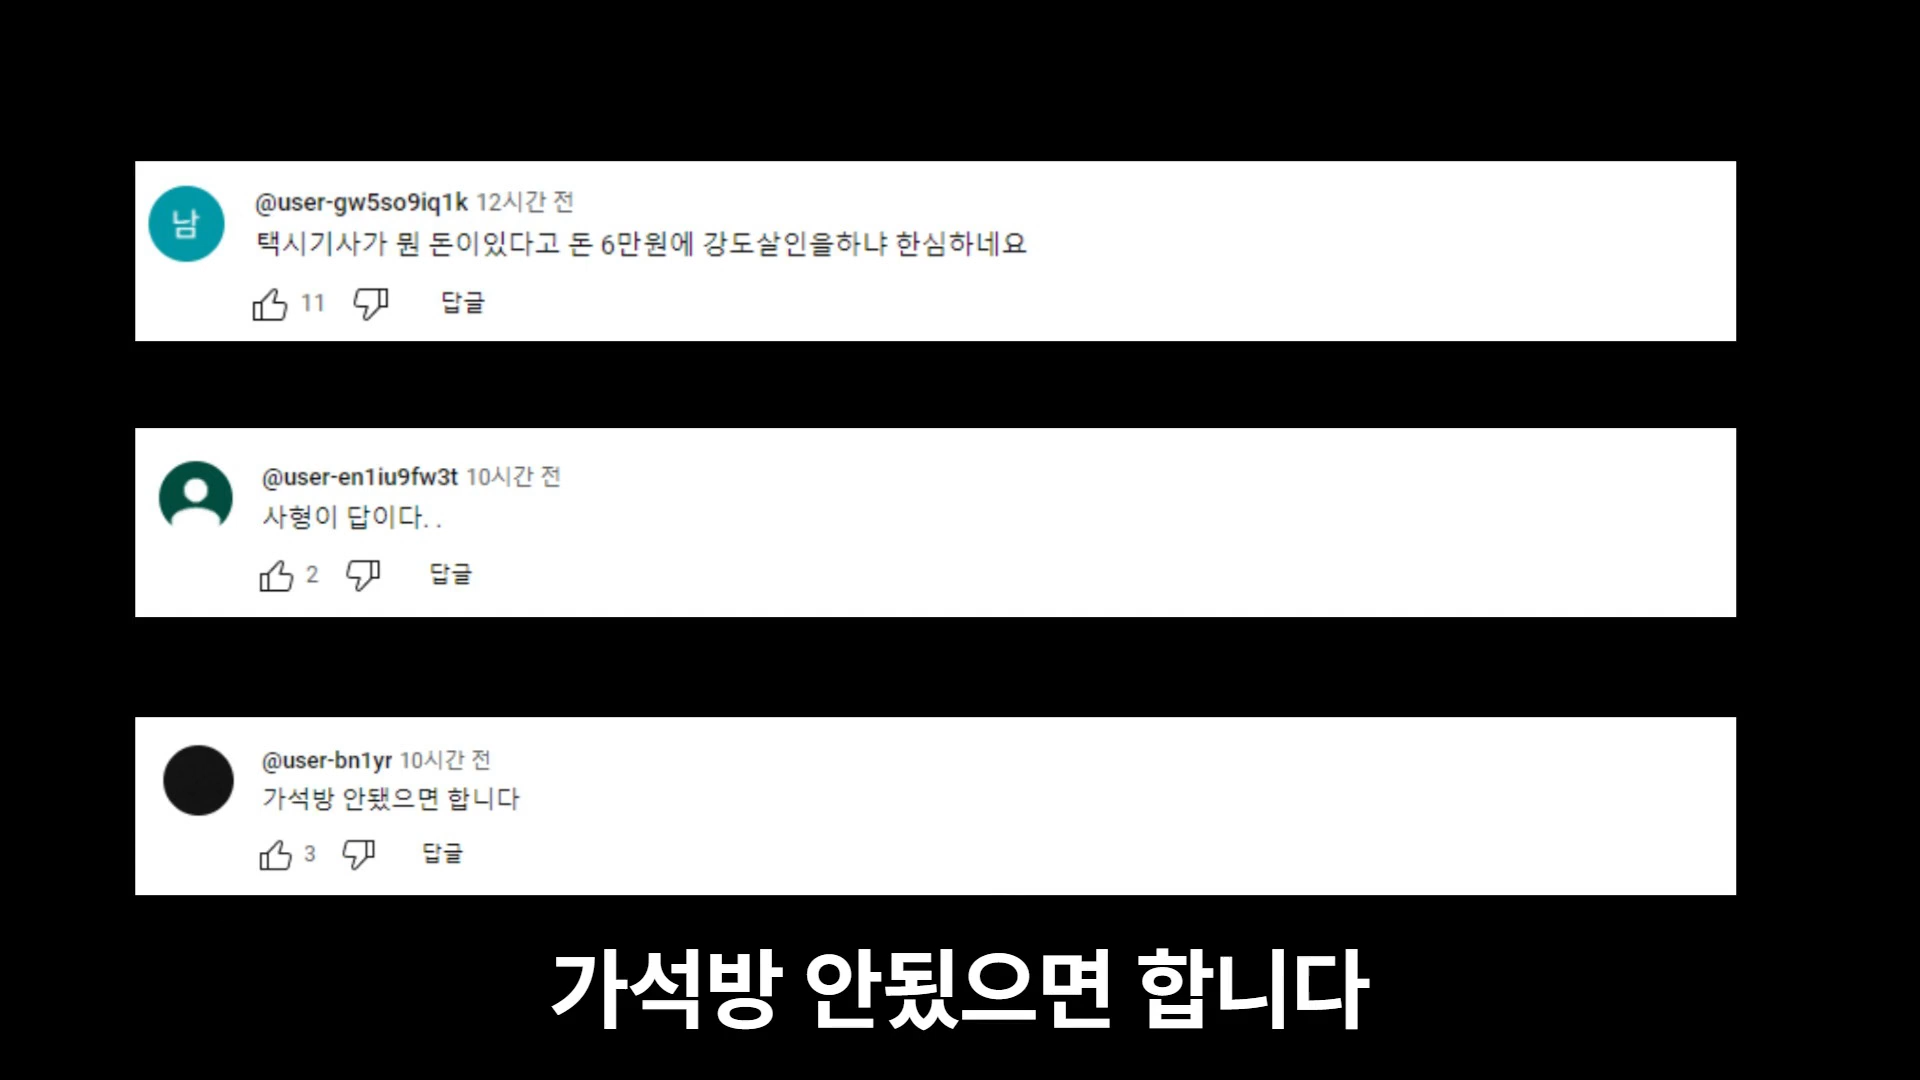 남
@user-gw5so9iq1k 12시간 전
택시기사가 뭔 돈이있다고 돈 6만원에 강도살인을하냐 한심하네요
11 답글
@user-en1iu9fw3t 10시간 전
사형이 답이다. .
2 답글
@user-bn1yr 10시간 전
가석방 안됐으면 합니다
3 답글
가석방 안됬으면 합니다